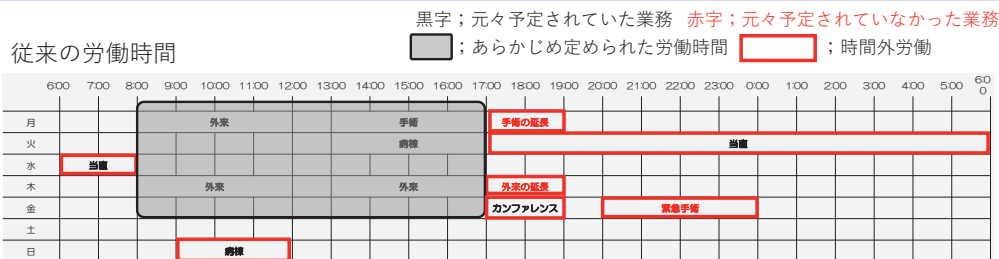 黒字；元々予定されていた業務 赤字；元々予定されていなかった業務
従来の労働時間
；あらかじめ定められた労働時間 ；時間外労働
6:00 7:00 8:00 9:00 10:00 11:00 12:00 13:00 14:00 15:00 16:00 17:00 18:00 19:00 20:00 21:00 22:00 23:00 0:00 1:00 2:00 3:00 4:00 5:00 6:00
月 外来 手術 手術の延長
火 病棟 当直
水 当直
木 外来 外来 外来の延長
金 カンファレンス 緊急手術
土
日 病棟